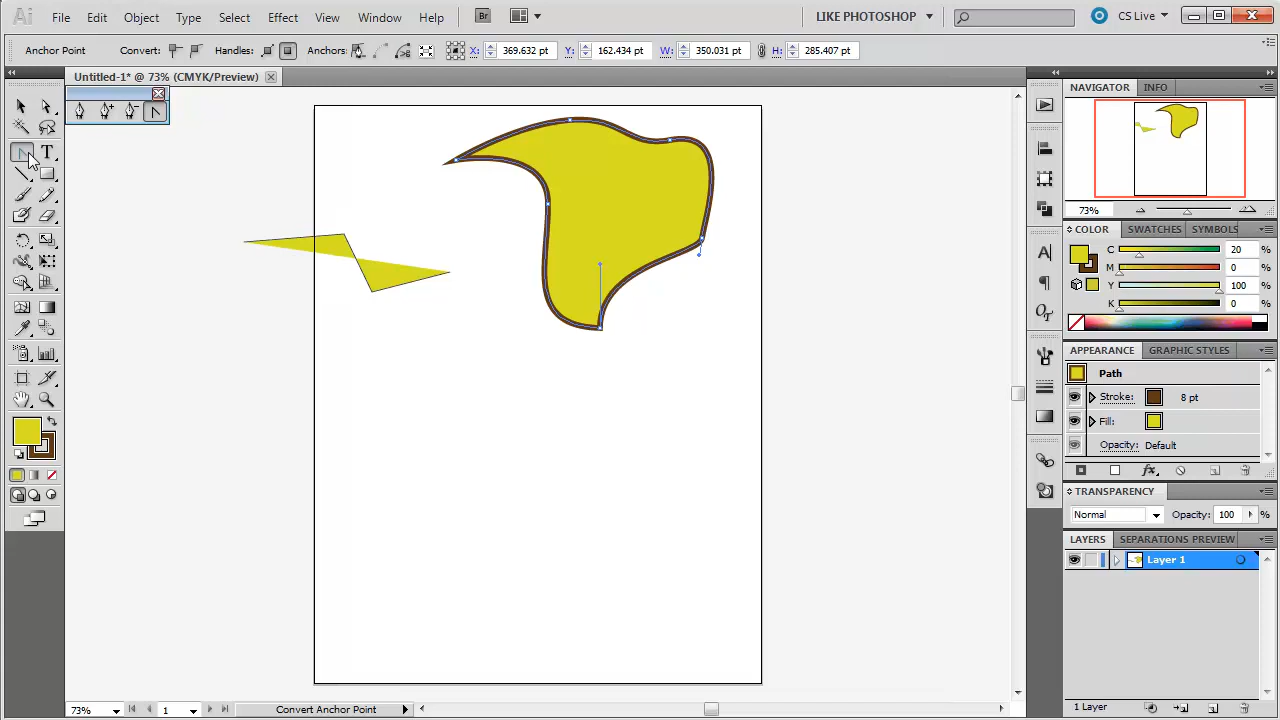 Ai File Edit Object Type Select Effect View Window Help Br LIKE PHOTOSHOP CS Live
Anchor Point Convert: Handles: Anchors: X: 369.632 pt Y: 162.434 pt W: 350.031 pt H: 285.407 pt
Untitled-1* @ 73% (CMYK/Preview)
NAVIGATOR INFO
73%
COLOR SWATCHES SYMBOLS
C 20 %
M 0 %
Y 100 %
K 0 %
APPEARANCE GRAPHIC STYLES
Path
Stroke: 8 pt
Fill:
Opacity: Default
fx
TRANSPARENCY
Normal Opacity: 100 %
LAYERS SEPARATIONS PREVIEW
Layer 1
1 Layer
73% 1 Convert Anchor Point